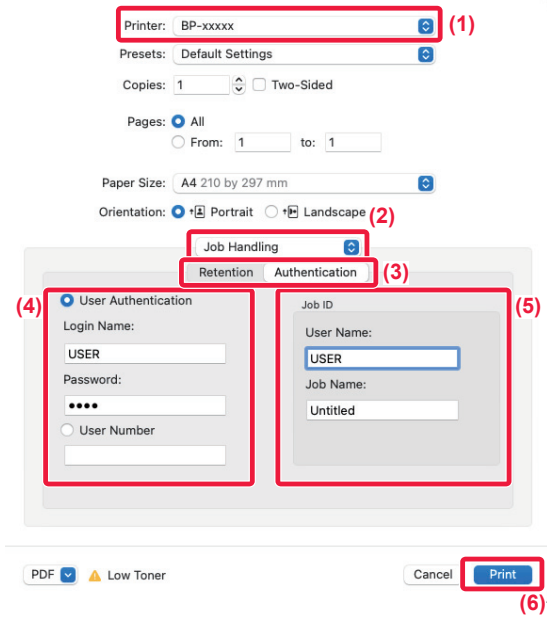 Printer: BP-xxxxx (1)
Presets: Default Settings
Copies: 1 Two-Sided
Pages: All
From: 1 to: 1
Paper Size: A4 210 by 297 mm
Orientation: Portrait Landscape (2)
Job Handling
Retention Authentication (3)
(4) User Authentication
Login Name:
USER
Password:
••••
User Number
Job ID (5)
User Name:
USER
Job Name:
Untitled
PDF Low Toner Cancel Print
(6)